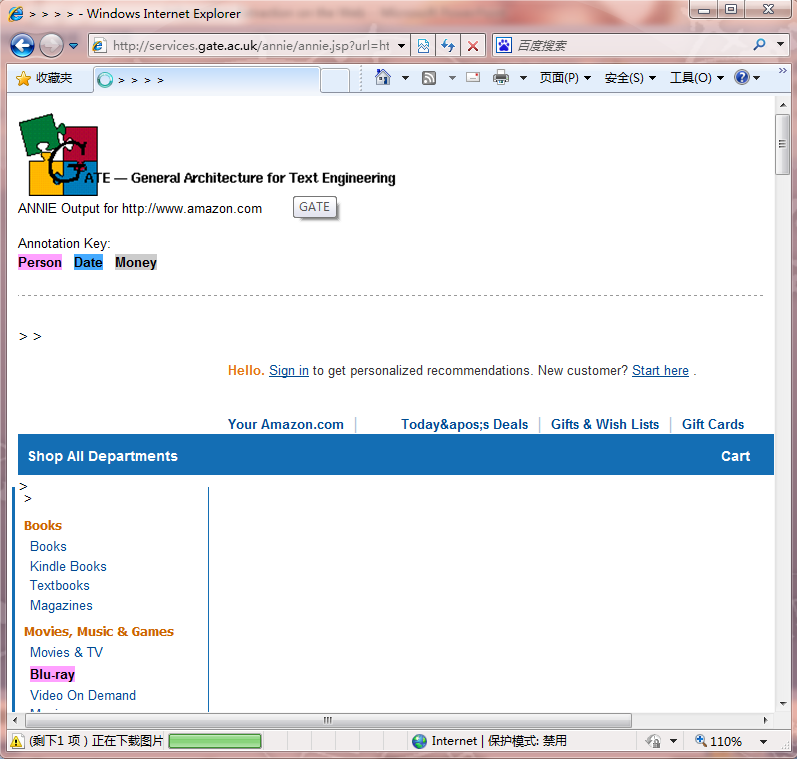 > > > > - Windows Internet Explorer
http://services.gate.ac.uk/annie/annie.jsp?url=ht
百度搜索
收藏夹
> > > >
页面(P)
安全(S)
工具(O)
GATE — General Architecture for Text Engineering
ANNIE Output for http://www.amazon.com
GATE
Annotation Key:
Person Date Money
> >
Hello. Sign in to get personalized recommendations. New customer? Start here .
Your Amazon.com | Today&apos;s Deals | Gifts & Wish Lists | Gift Cards
Shop All Departments
Cart
>
>
Books
Books
Kindle Books
Textbooks
Magazines
Movies, Music & Games
Movies & TV
Blu-ray
Video On Demand
(剩下1 项 ) 正在下载图片
Internet | 保护模式: 禁用
110%